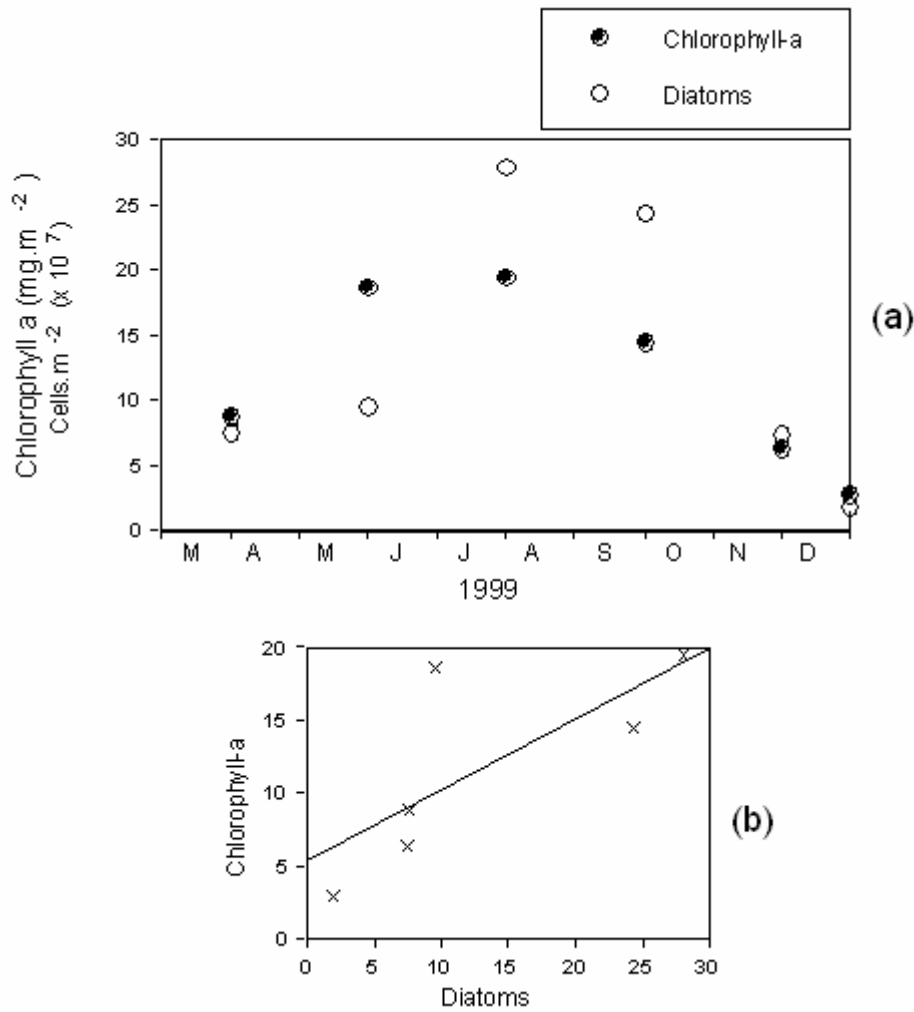 Chlorophyll-a
Diatoms
Chlorophyll a (mg.m -2 )
Cells.m -2 (x 10 7)
30
25
20
15
10
5
0
M A M J J A S O N D
1999
(a)
Chlorophyll-a
20
15
10
5
0
0 5 10 15 20 25 30
Diatoms
(b)